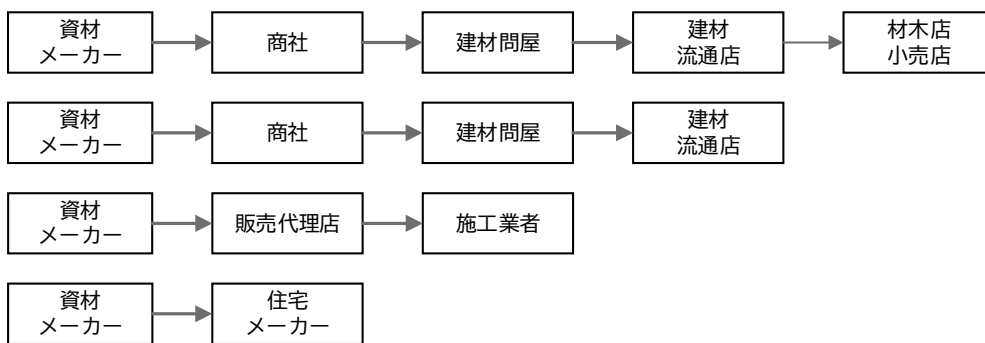 資材
メーカー
商社
建材問屋
建材
流通店
材木店
小売店
資材
メーカー
商社
建材問屋
建材
流通店
資材
メーカー
販売代理店
施工業者
資材
メーカー
住宅
メーカー